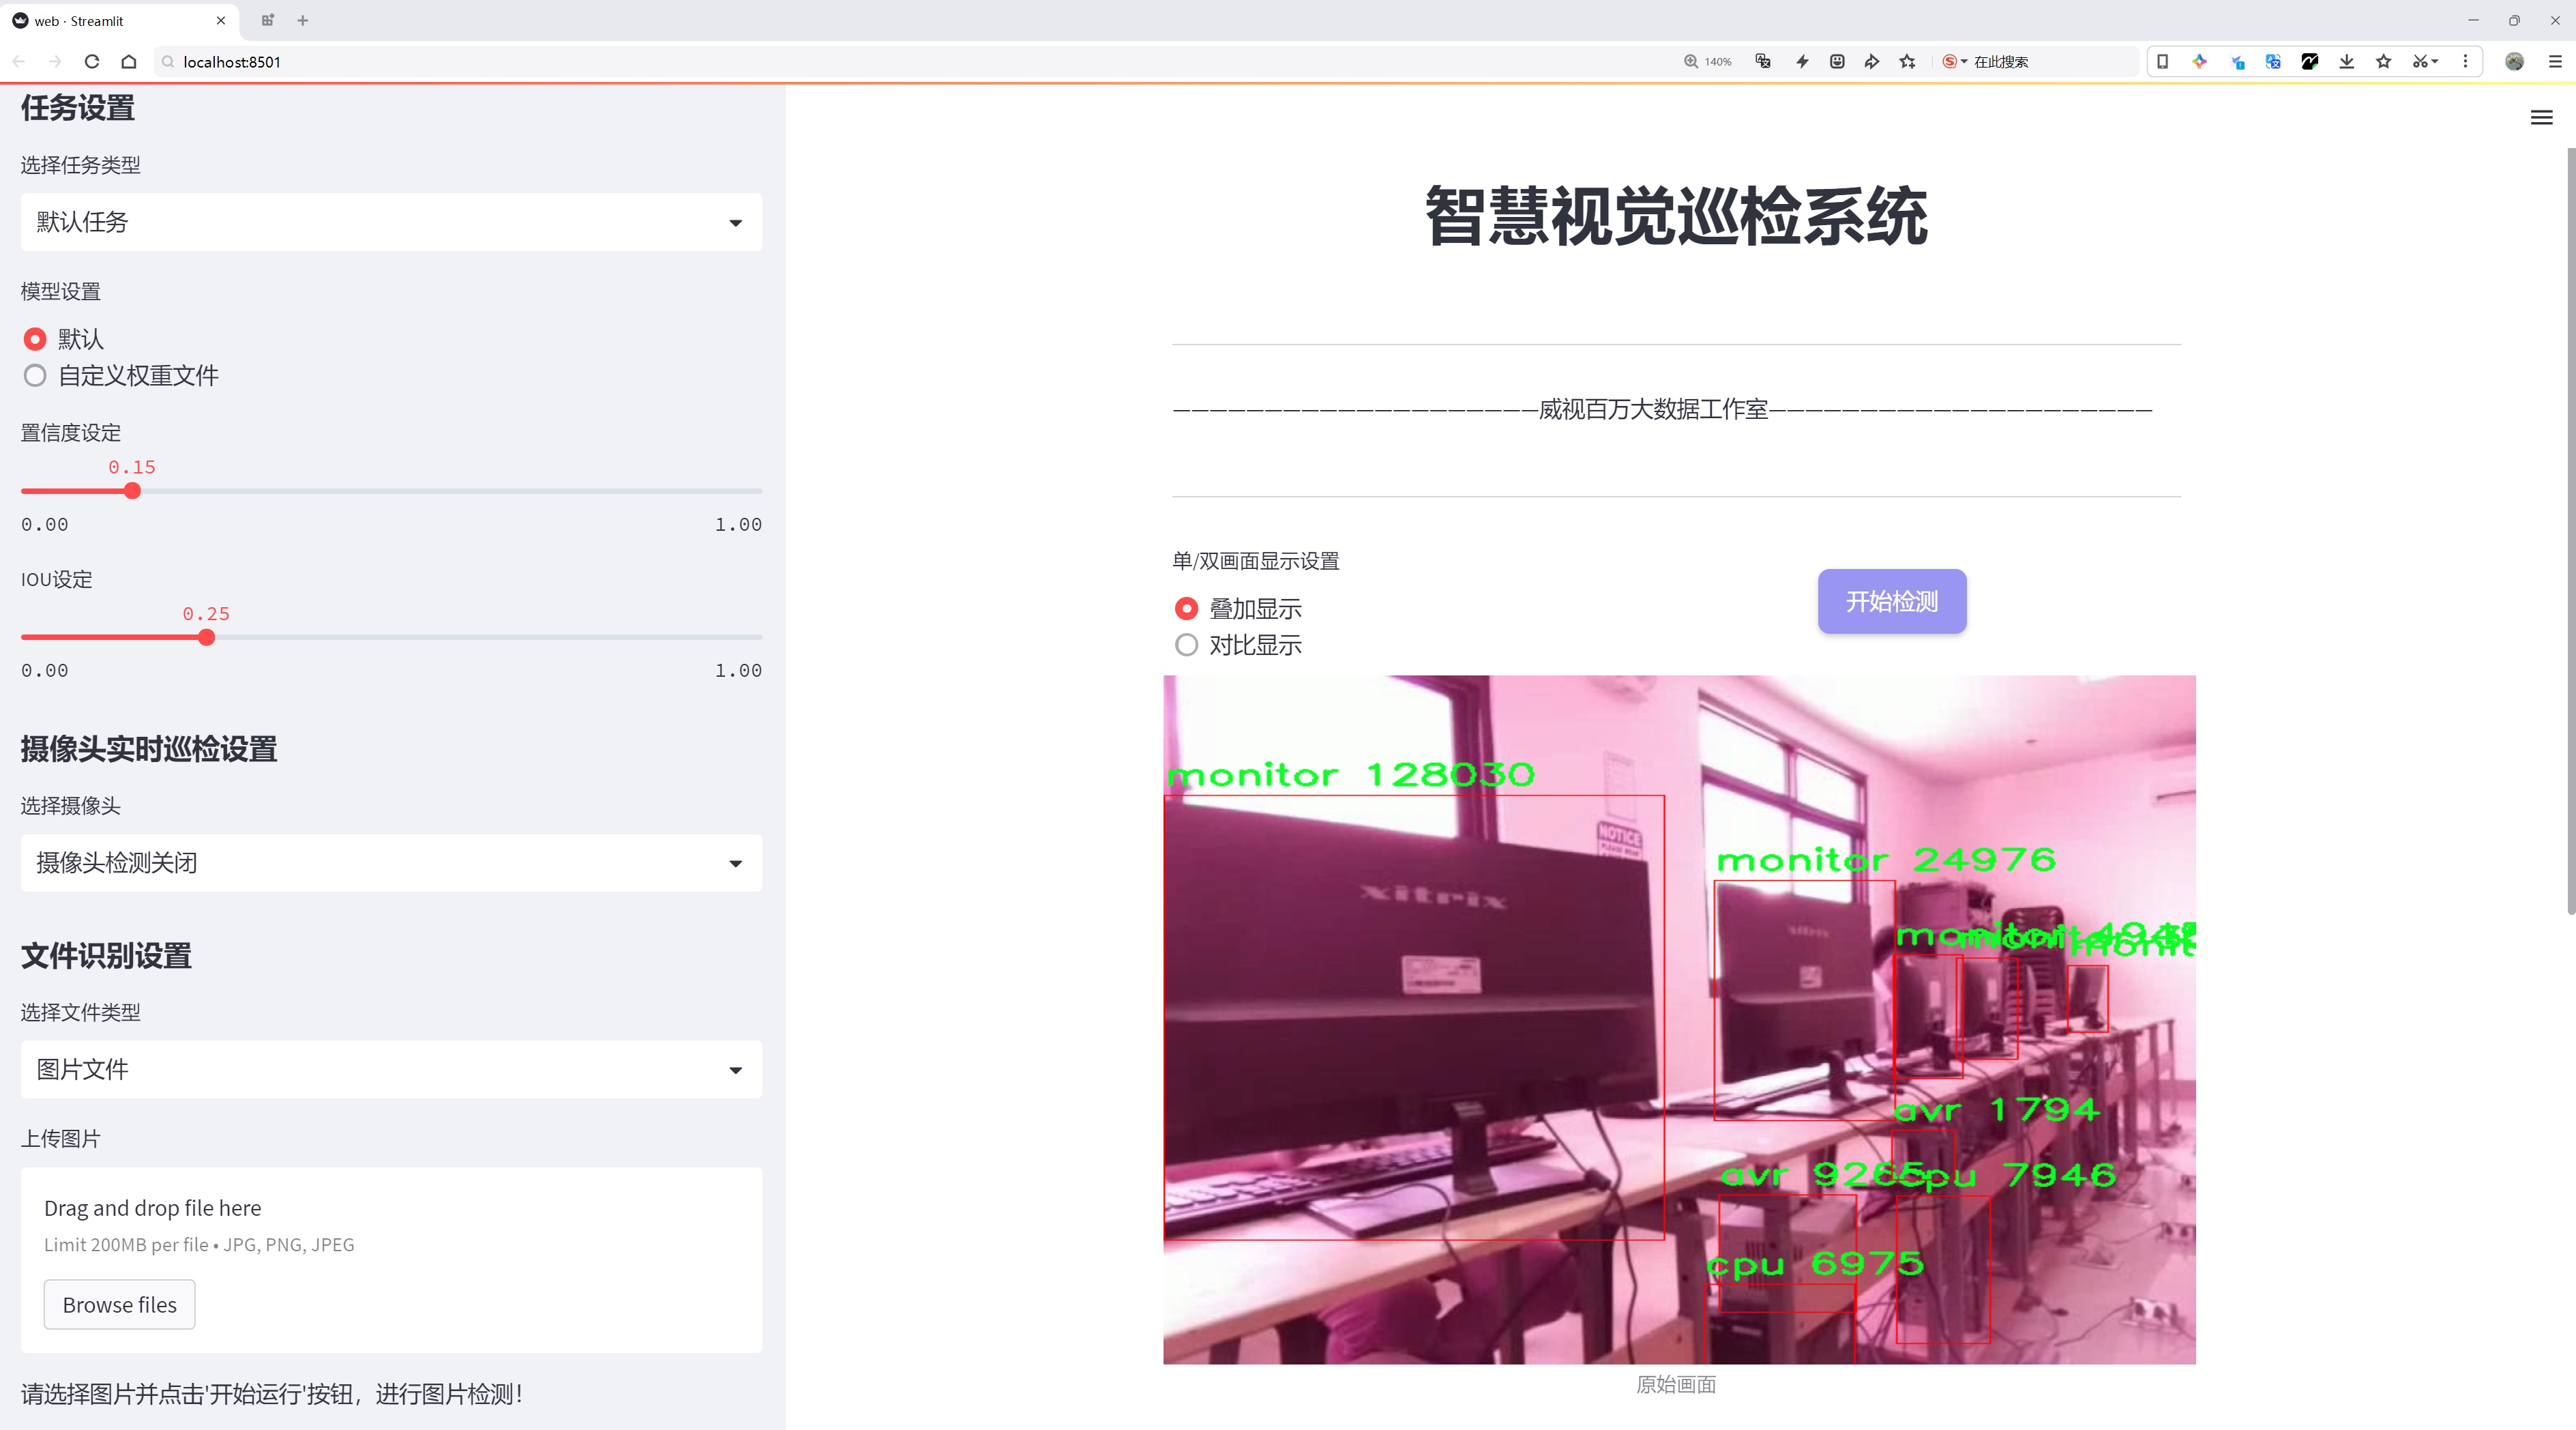 web · Streamlit
localhost:8501
140%
在此搜索
任务设置
选择任务类型
默认任务
模型设置
默认
自定义权重文件
置信度设定
0.15
0.00
1.00
IOU设定
0.25
0.00
1.00
摄像头实时巡检设置
选择摄像头
摄像头检测关闭
文件识别设置
选择文件类型
图片文件
上传图片
Drag and drop file here
Limit 200MB per file • JPG, PNG, JPEG
Browse files
请选择图片并点击'开始运行'按钮，进行图片检测！
智慧视觉巡检系统
————————————————————威视百万大数据工作室—————————————————————
单/双画面显示设置
叠加显示
对比显示
开始检测
monitor 128030
NOTICE
xitrix
monitor 24976
monitor
avr 1794
avr 9265
cpu 7946
cpu 6975
原始画面